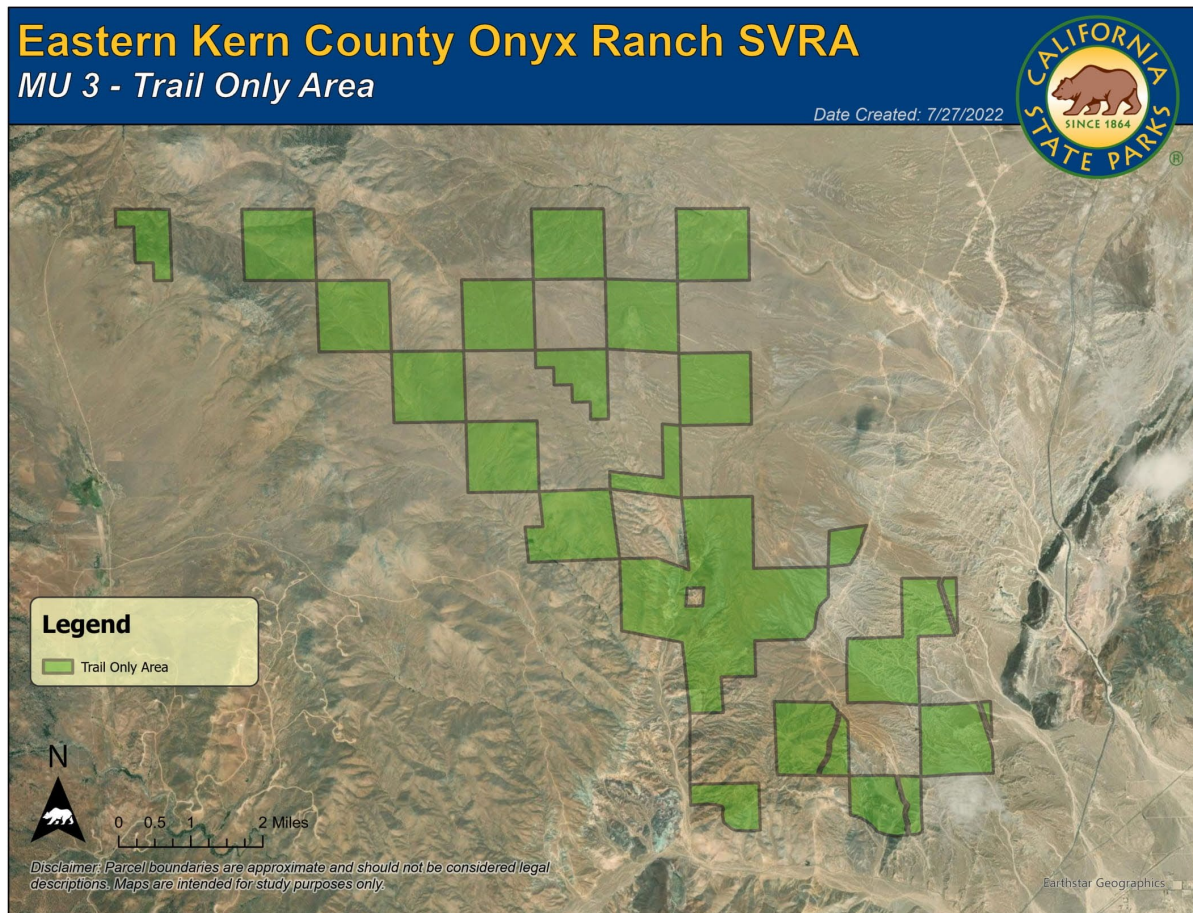 Eastern Kern County Onyx Ranch SVRA
MU 3 - Trail Only Area
Date Created: 7/27/2022
CALIFORNIA
SINCE 1864
STATE PARKS
®
Legend
Trail Only Area
N
0 0.5 1 2 Miles
Disclaimer: Parcel boundaries are approximate and should not be considered legal
descriptions. Maps are intended for study purposes only.
Earthstar Geographics